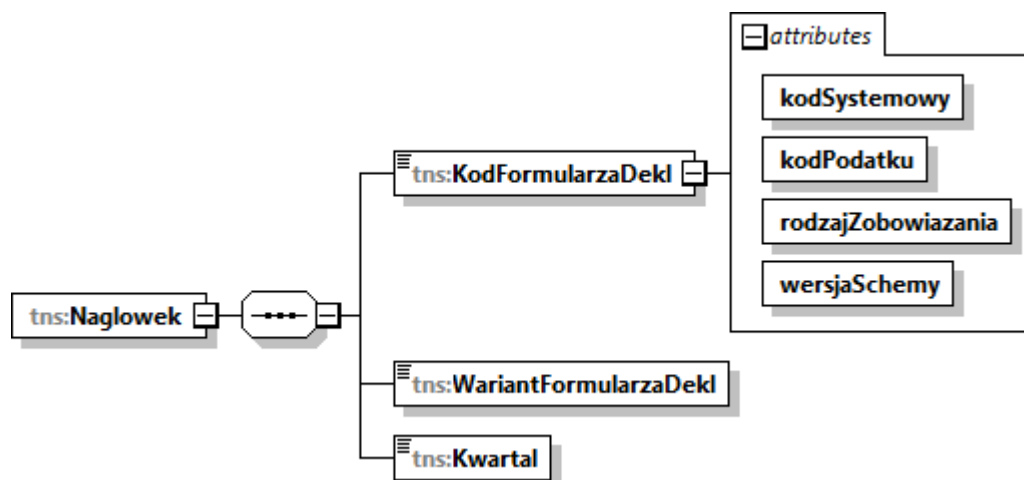 attributes
kodSystemowy
kodPodatku
tns:KodFormularzaDekl
rodzajZobowiazania
wersjaSchemy
tns:Naglowek
tns:WariantFormularzaDekl
tns:Kwartal